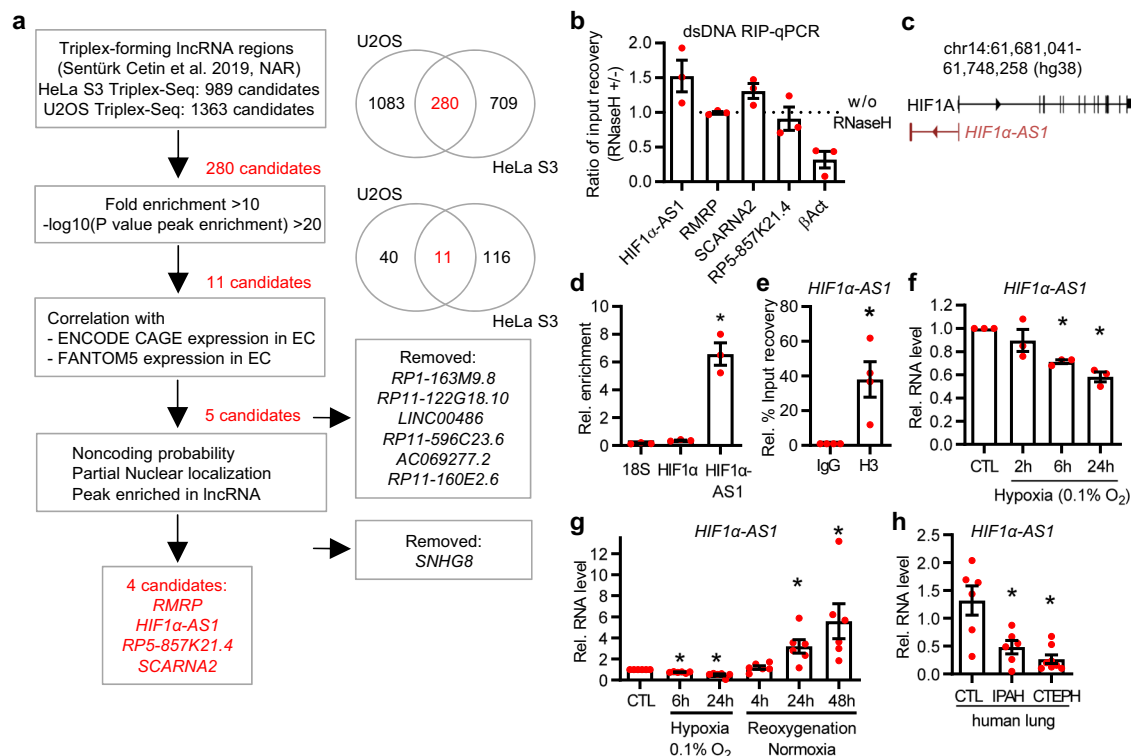 a
Triplex-forming lncRNA regions
(Sentürk Cetin et al. 2019, NAR)
HeLa S3 Triplex-Seq: 989 candidates
U2OS Triplex-Seq: 1363 candidates
280 candidates
Fold enrichment >10
-log10(P value peak enrichment) >20
11 candidates
Correlation with
- ENCODE CAGE expression in EC
- FANTOM5 expression in EC
5 candidates
Noncoding probability
Partial Nuclear localization
Peak enriched in lncRNA
4 candidates:
RMRP
HIF1α-AS1
RP5-857K21.4
SCARNA2
U2OS
1083 280 709
HeLa S3
U2OS
40 11 116
HeLa S3
Removed:
RP1-163M9.8
RP11-122G18.10
LINC00486
RP11-596C23.6
AC069277.2
RP11-160E2.6
Removed:
SNHG8
b
dsDNA RIP-qPCR
Ratio of input recovery
(RNaseH +/-)
2.0
1.5
1.0
0.5
0.0
w/o
RNaseH
HIF1α-AS1
RMRP
SCARNA2
RP5-857K21.4
βAct
c
chr14:61,681,041-
61,748,258 (hg38)
HIF1A
HIF1α-AS1
d
Rel. enrichment
10
8
6
4
2
0
*
18S HIF1α HIF1α-
AS1
e
HIF1α-AS1
Rel. % Input recovery
80
60
40
20
0
*
IgG H3
f
HIF1α-AS1
Rel. RNA level
1.2
1.0
0.8
0.6
0.4
0.2
0.0
* *
CTL 2h 6h 24h
Hypoxia (0.1% O2)
g
HIF1α-AS1
Rel. RNA level
12
10
8
6
4
2
1
0
* * * *
CTL 6h 24h 4h 24h 48h
Hypoxia Reoxygenation
0.1% O2 Normoxia
h
HIF1α-AS1
Rel. RNA level
2.5
2.0
1.5
1.0
0.5
0.0
* *
CTL IPAH CTEPH
human lung